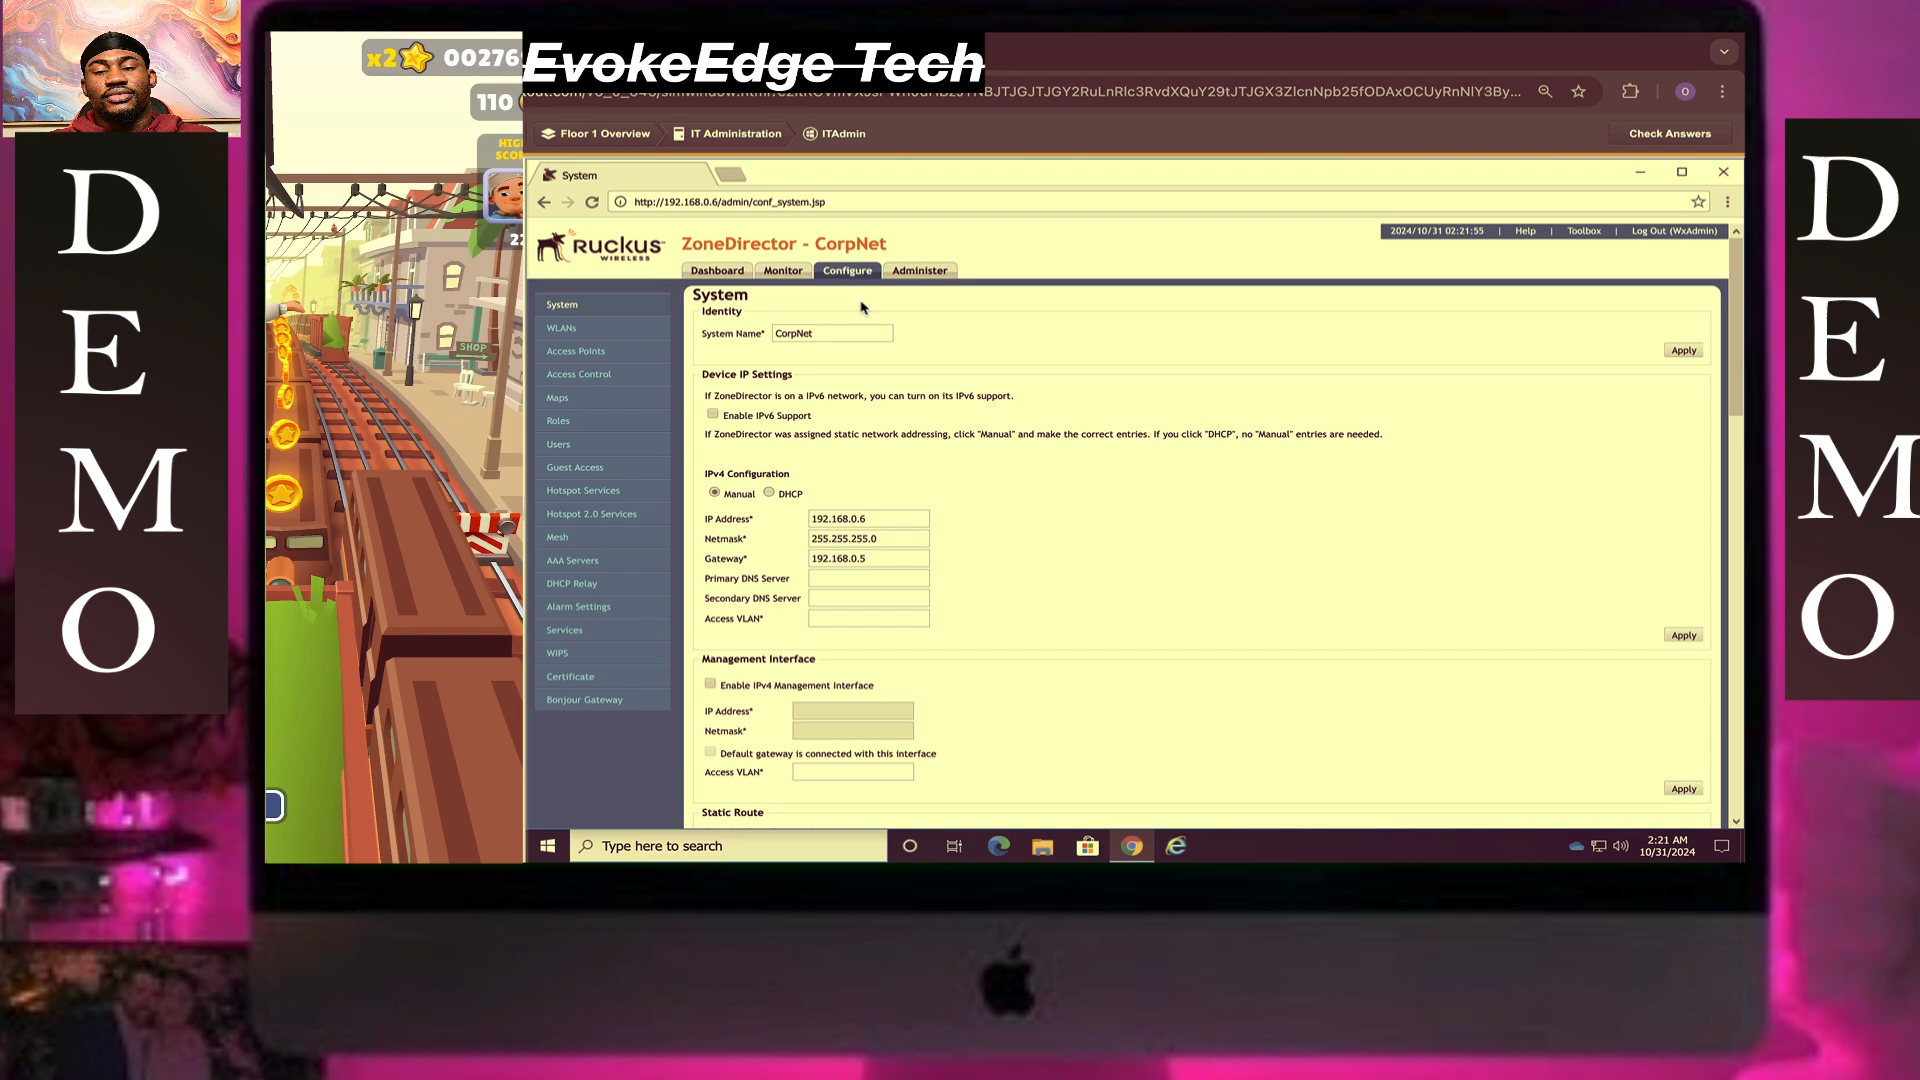 D
E
M
O
x2 00276
110
HIG
SCO
22
SHOP
EvokeEdge Tech
Floor 1 Overview
IT Administration
ITAdmin
Check Answers
System
http://192.168.0.6/admin/conf_system.jsp
RUCKUS
WIRELESS
ZoneDirector - CorpNet
2024/10/31 02:21:55 | Help | Toolbox | Log Out (WxAdmin)
Dashboard
Monitor
Configure
Administer
System
WLANs
Access Points
Access Control
Maps
Roles
Users
Guest Access
Hotspot Services
Hotspot 2.0 Services
Mesh
AAA Servers
DHCP Relay
Alarm Settings
Services
WIPS
Certificate
Bonjour Gateway
System
Identity
System Name* CorpNet
Apply
Device IP Settings
If ZoneDirector is on a IPv6 network, you can turn on its IPv6 support.
Enable IPv6 Support
If ZoneDirector was assigned static network addressing, click "Manual" and make the correct entries. If you click "DHCP", no "Manual" entries are needed.
IPv4 Configuration
Manual DHCP
IP Address* 192.168.0.6
Netmask* 255.255.255.0
Gateway* 192.168.0.5
Primary DNS Server
Secondary DNS Server
Access VLAN*
Apply
Management Interface
Enable IPv4 Management Interface
IP Address*
Netmask*
Default gateway is connected with this interface
Access VLAN*
Apply
Static Route
Type here to search
2:21 AM
10/31/2024
D
E
M
O